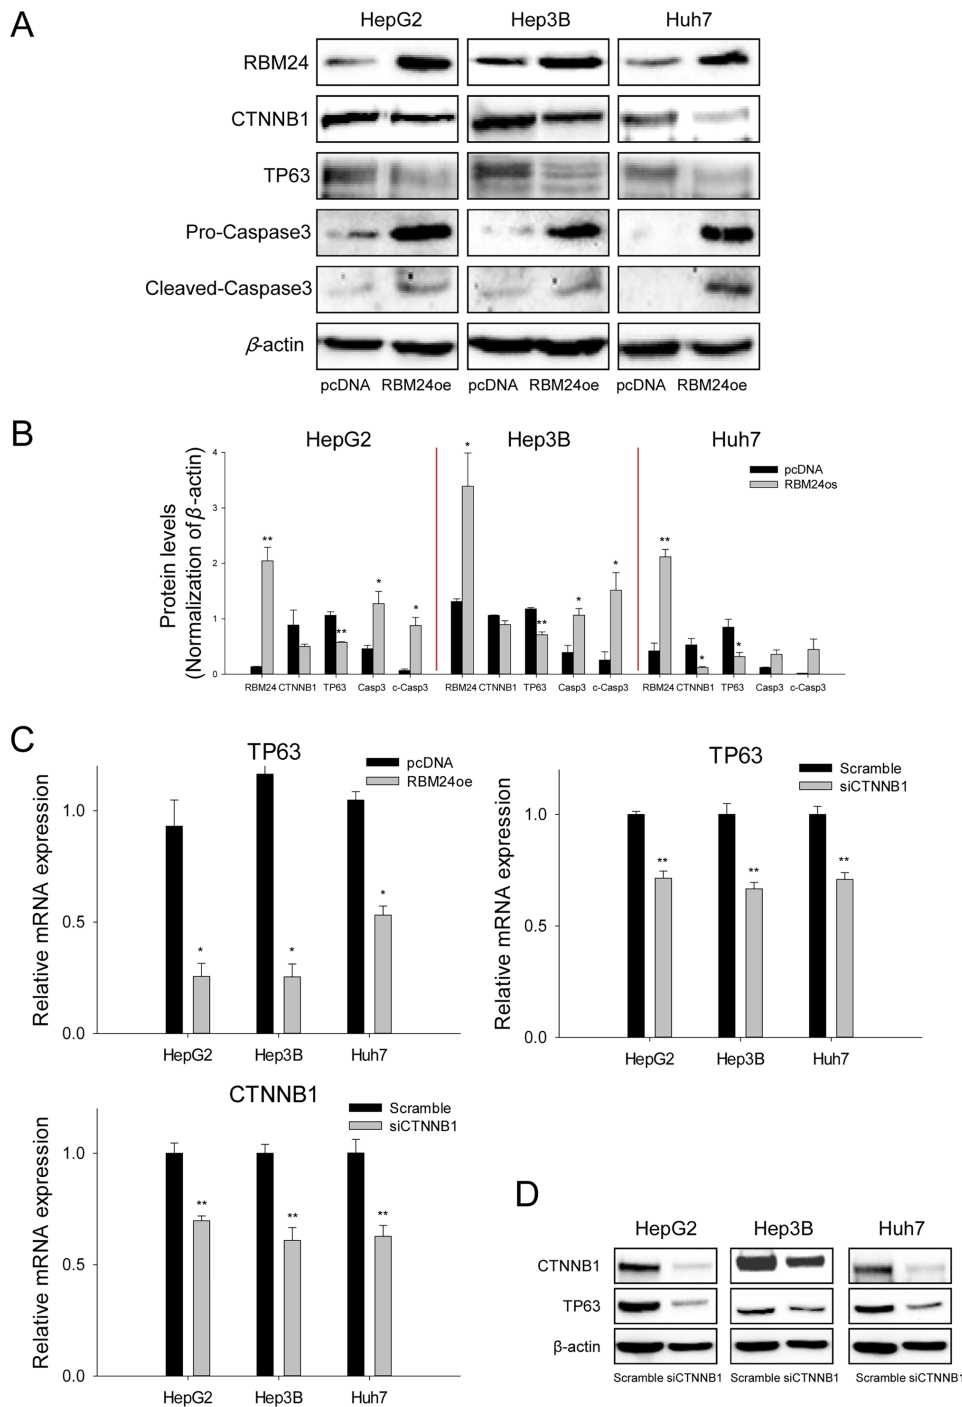 A
HepG2 Hep3B Huh7
RBM24
CTNNB1
TP63
Pro-Caspase3
Cleaved-Caspase3
β-actin
pcDNA RBM24oe pcDNA RBM24oe pcDNA RBM24oe
B
HepG2 Hep3B Huh7
Protein levels
(Normalization of β-actin)
4
3
2
1
0
pcDNA
RBM24os
** * * * ** * * ** * *
RBM24 CTNNB1 TP63 Casp3 c-Casp3 RBM24 CTNNB1 TP63 Casp3 c-Casp3 RBM24 CTNNB1 TP63 Casp3 c-Casp3
C
TP63
pcDNA
RBM24oe
Relative mRNA expression
1.0
0.5
0.0
* * *
HepG2 Hep3B Huh7
TP63
Scramble
siCTNNB1
Relative mRNA expression
1.0
0.5
0.0
** ** **
HepG2 Hep3B Huh7
CTNNB1
Scramble
siCTNNB1
Relative mRNA expression
1.0
0.5
0.0
** ** **
HepG2 Hep3B Huh7
D
HepG2 Hep3B Huh7
CTNNB1
TP63
β-actin
Scramble siCTNNB1 Scramble siCTNNB1 Scramble siCTNNB1